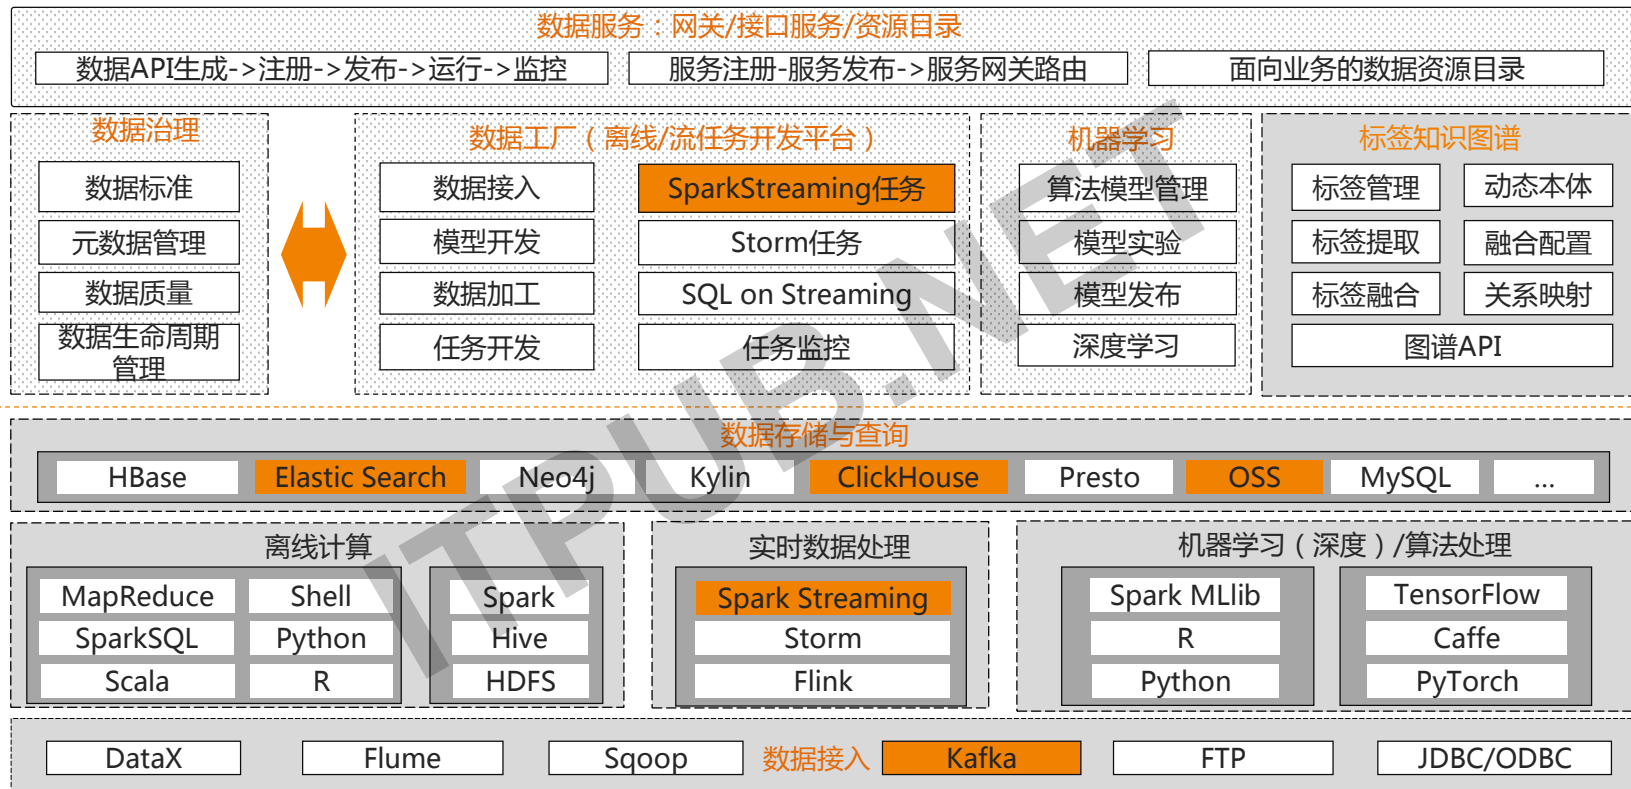 数据服务：网关/接口服务/资源目录
数据API生成->注册->发布->运行->监控
服务注册-服务发布->服务网关路由
面向业务的数据资源目录
数据治理
数据标准
元数据管理
数据质量
数据生命周期
管理
数据工厂（离线/流任务开发平台）
数据接入
SparkStreaming任务
模型开发
Storm任务
数据加工
SQL on Streaming
任务开发
任务监控
机器学习
算法模型管理
模型实验
模型发布
深度学习
标签知识图谱
标签管理
动态本体
标签提取
融合配置
标签融合
关系映射
图谱API
数据存储与查询
HBase
Elastic Search
Neo4j
Kylin
ClickHouse
Presto
OSS
MySQL
...
离线计算
MapReduce
Shell
SparkSQL
Python
Scala
R
Spark
Hive
HDFS
实时数据处理
Spark Streaming
Storm
Flink
机器学习（深度）/算法处理
Spark MLlib
R
Python
TensorFlow
Caffe
PyTorch
DataX
Flume
Sqoop
数据接入
Kafka
FTP
JDBC/ODBC
ITPUB.NET